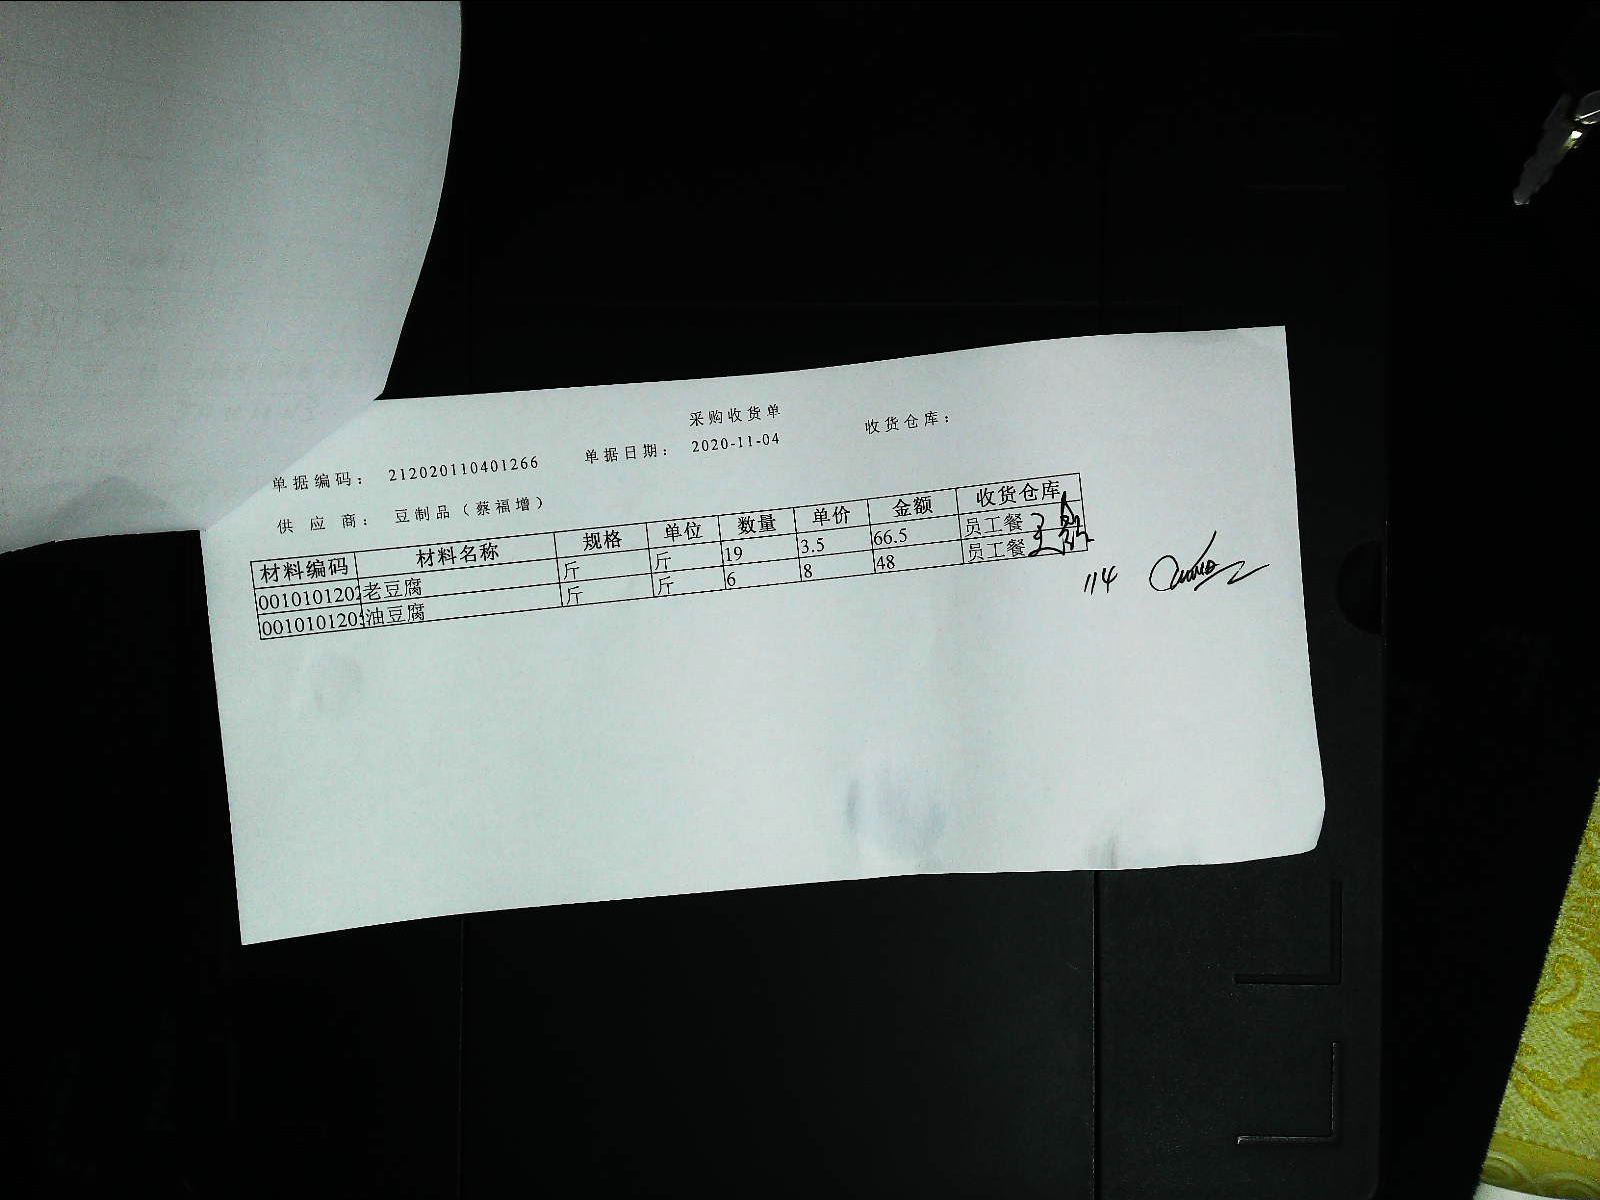 采购收货单
单据编码： 212020110401266 单据日期： 2020-11-04 收货仓库：
供 应 商： 豆制品（蔡福增）
材料编码 材料名称 规格 单位 数量 单价 金额 收货仓库
0010101202 老豆腐 斤 斤 19 3.5 66.5 员工餐
001010120 油豆腐 斤 斤 6 8 48 员工餐
114